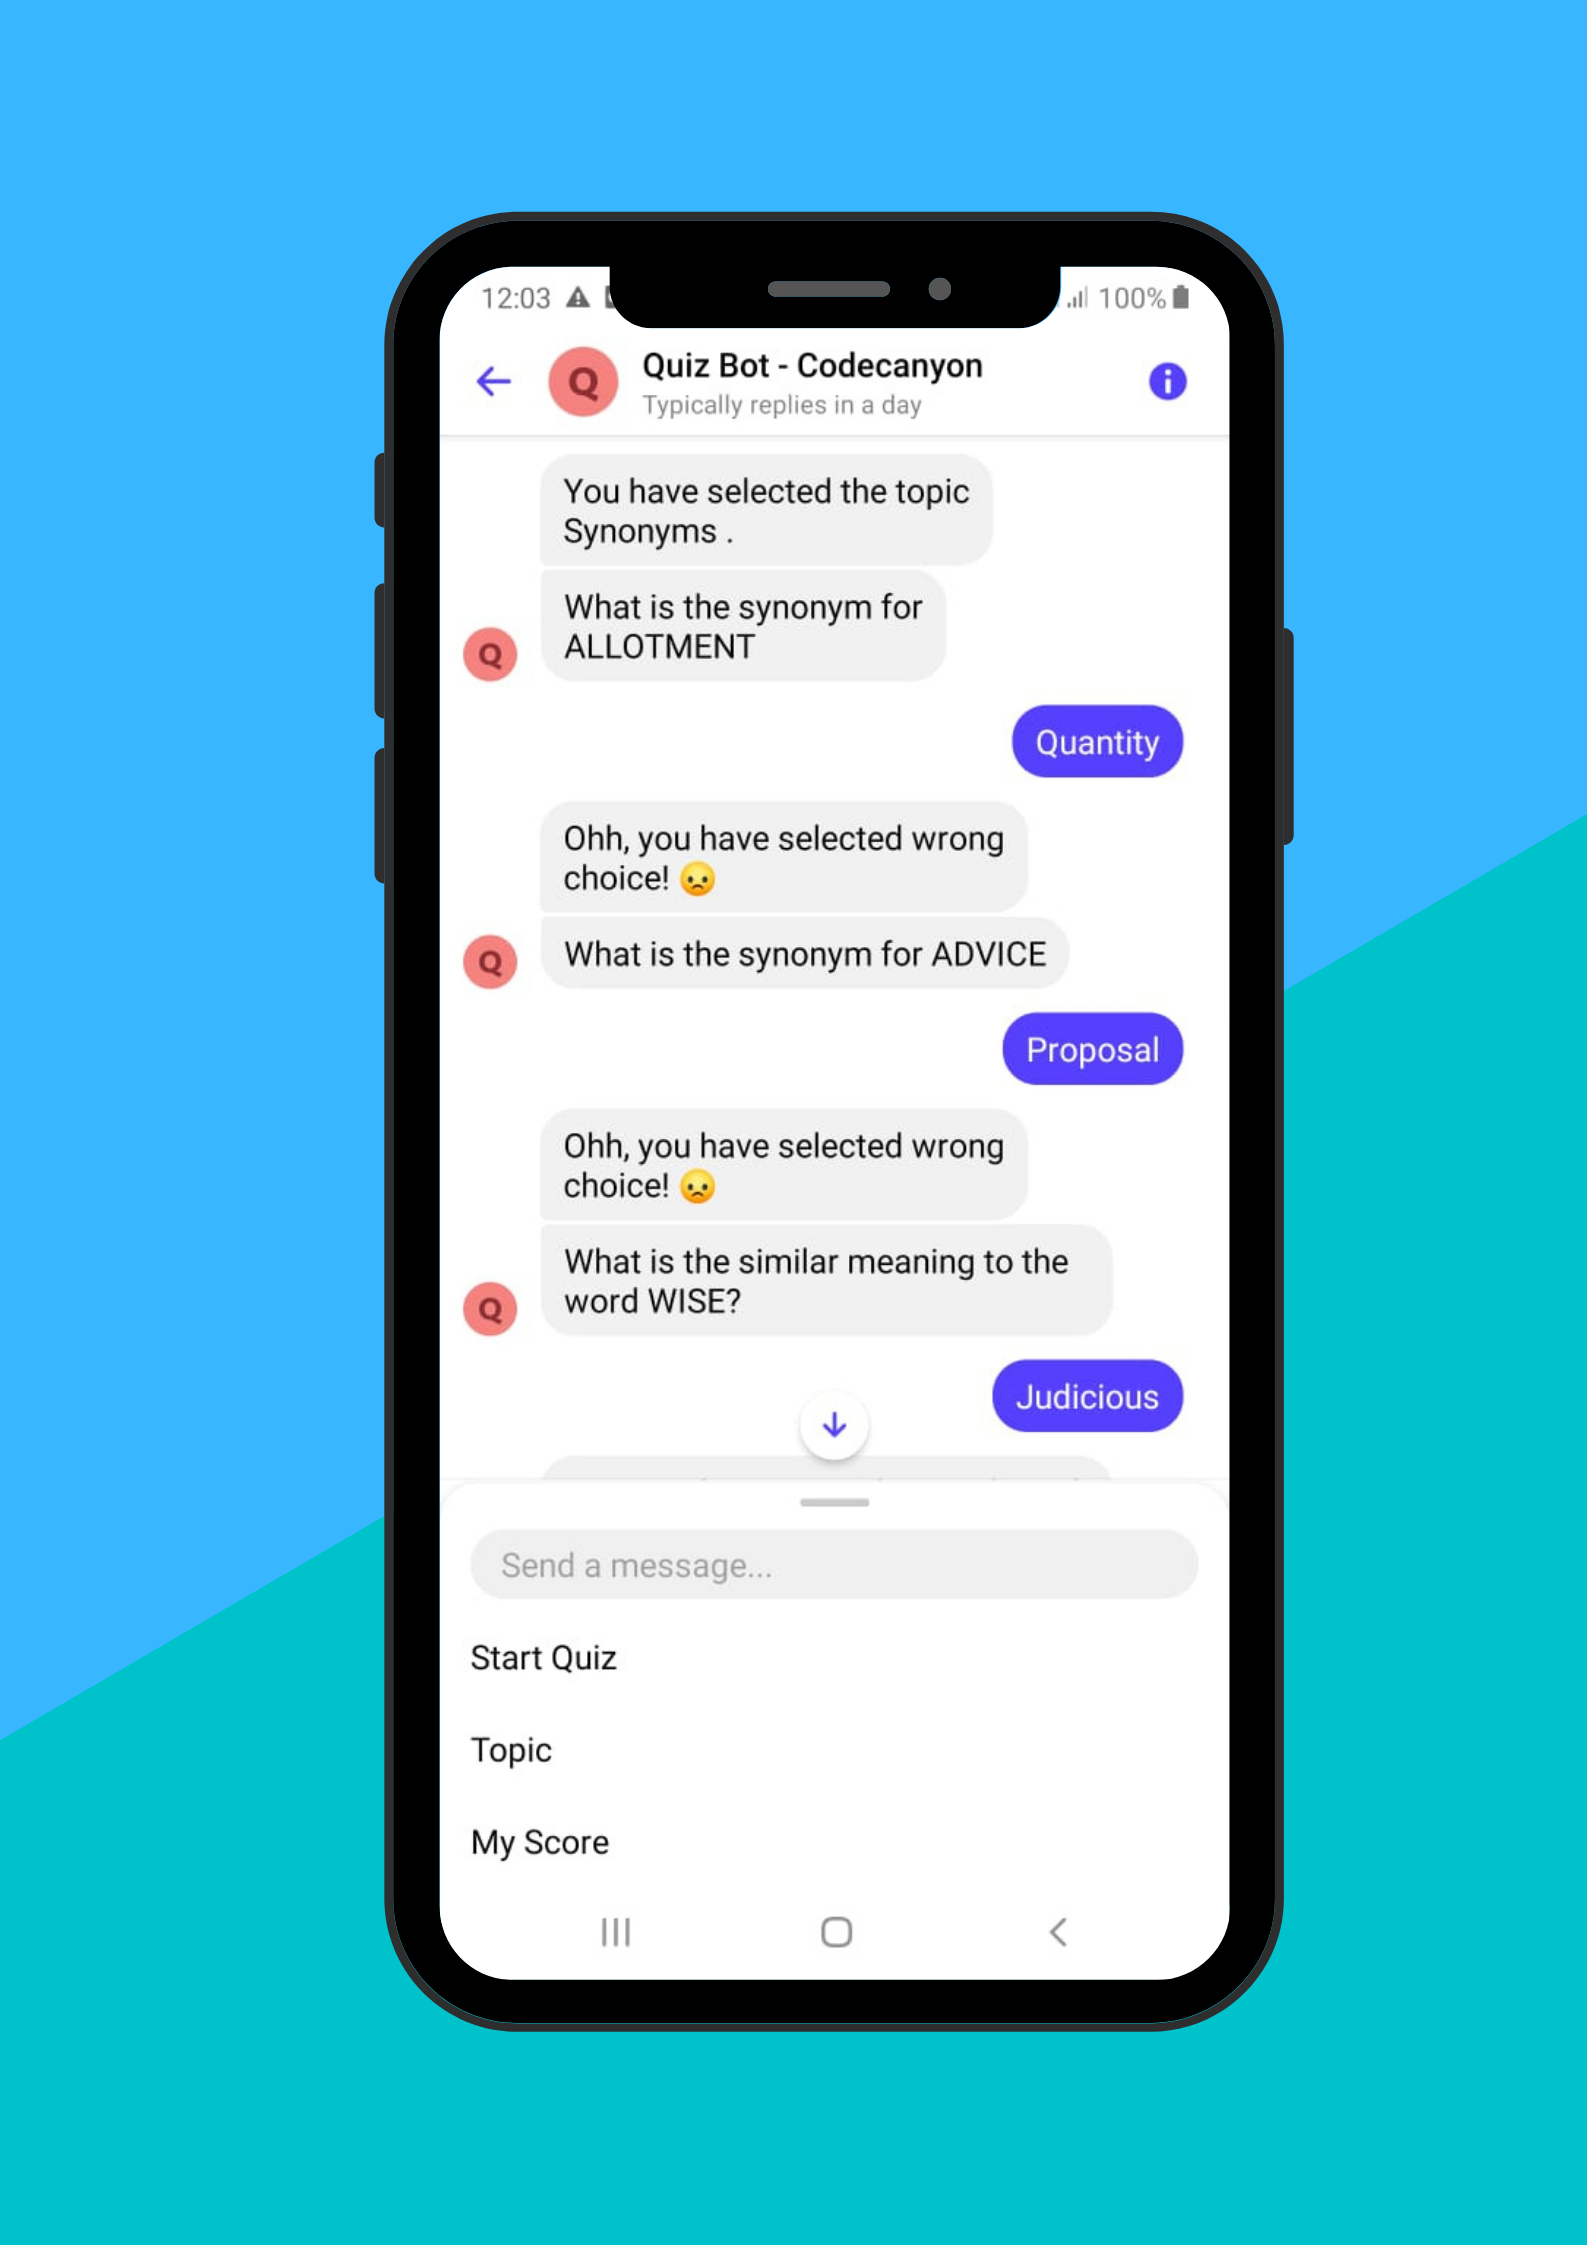 12:03
100%
Q
Quiz Bot - Codecanyon
Typically replies in a day
You have selected the topic
Synonyms .
What is the synonym for
ALLOTMENT
Q
Quantity
Ohh, you have selected wrong
choice! 😞
What is the synonym for ADVICE
Q
Proposal
Ohh, you have selected wrong
choice! 😞
What is the similar meaning to the
word WISE?
Q
Judicious
Send a message...
Start Quiz
Topic
My Score